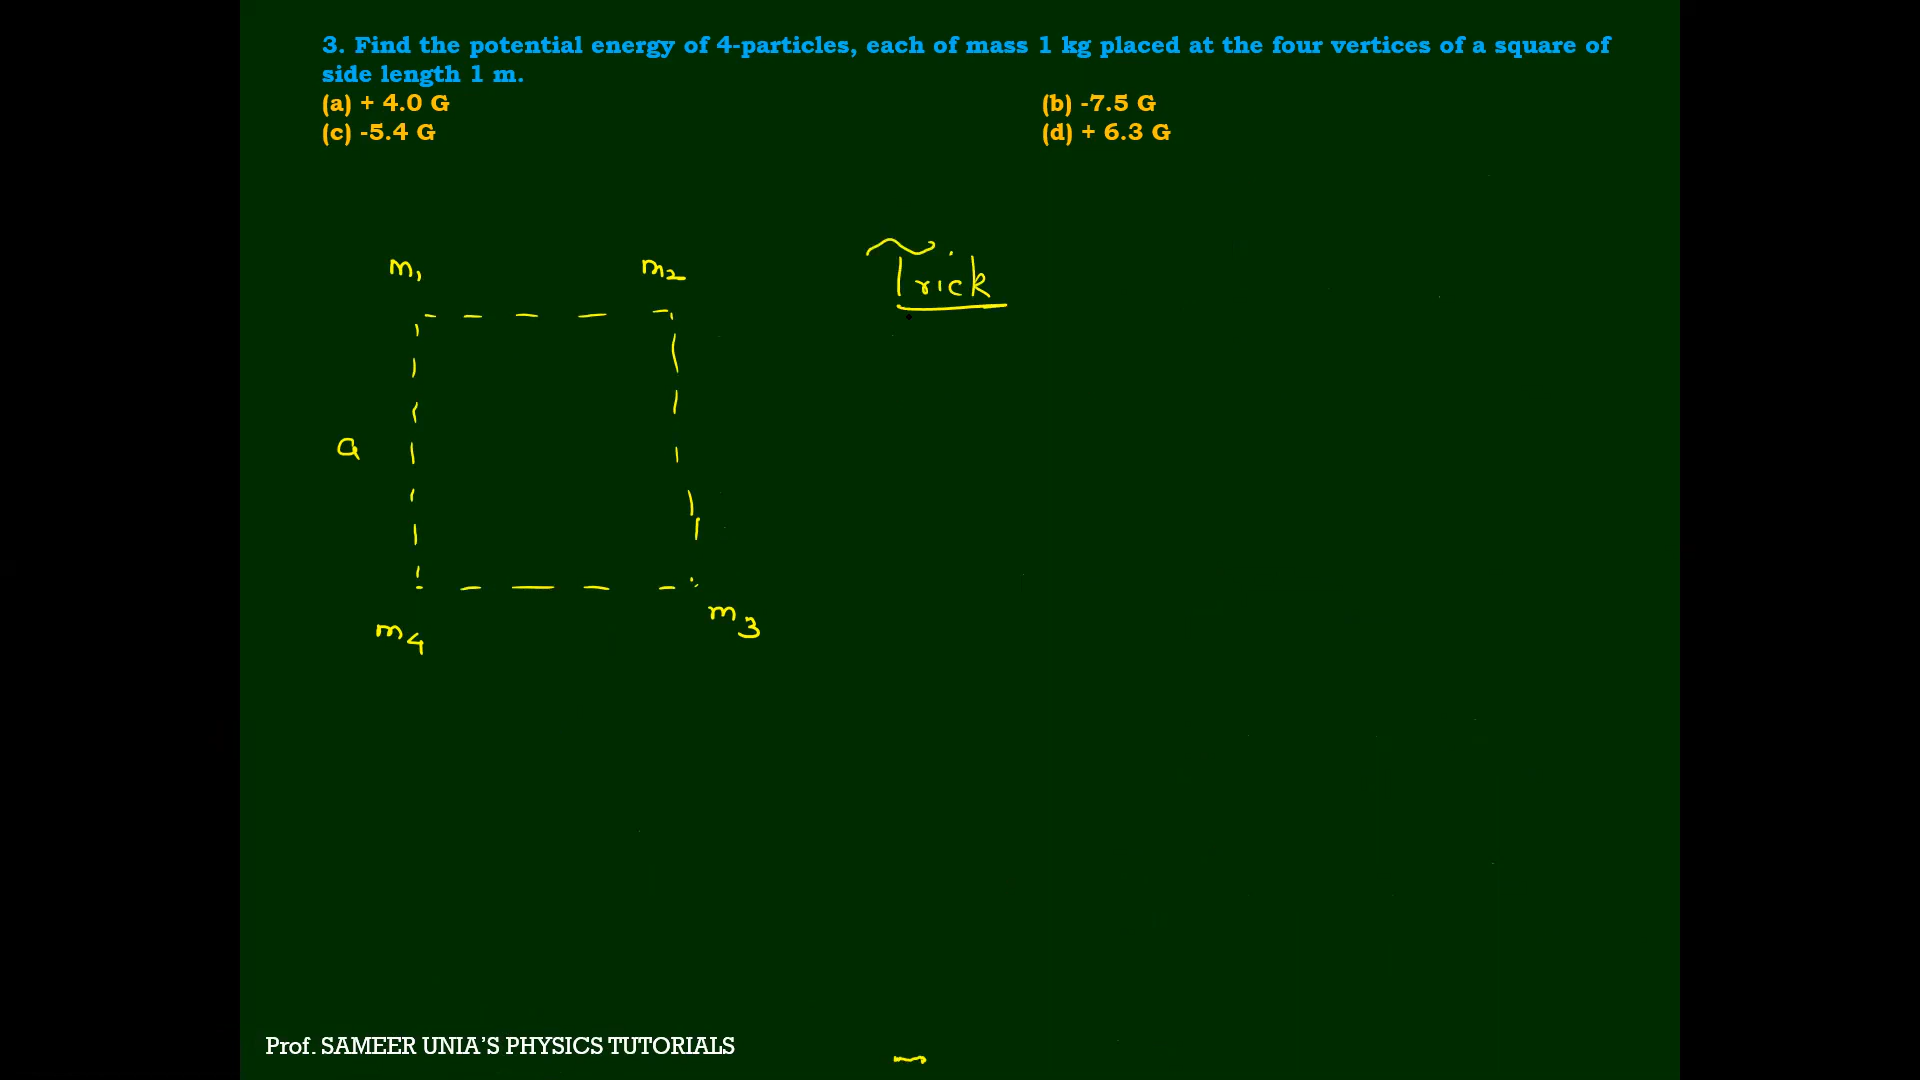 3. Find the potential energy of 4-particles, each of mass 1 kg placed at the four vertices of a square of
side length 1 m.
(a) + 4.0 G (b) -7.5 G
(c) -5.4 G (d) + 6.3 G
m1 m2
Trick
a
m4 m3
Prof. SAMEER UNIA'S PHYSICS TUTORIALS